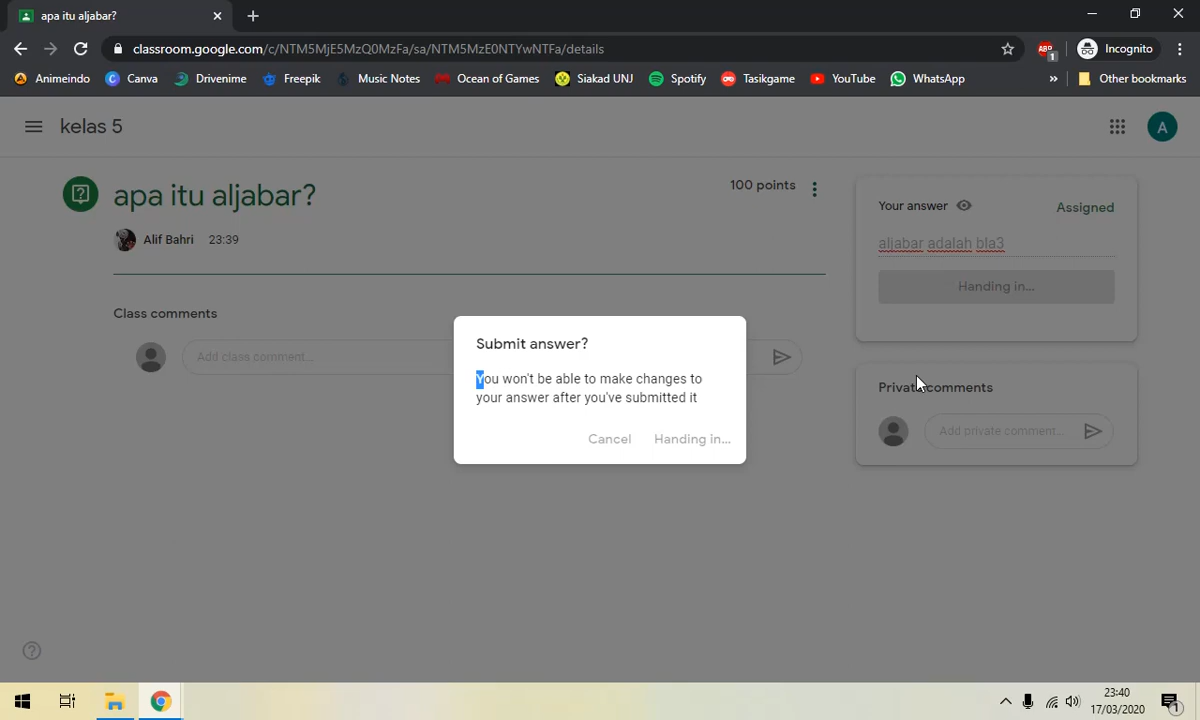 apa itu aljabar?
classroom.google.com/c/NTM5MjE5MzQ0MzFa/sa/NTM5MzE0NTYwNTFa/details
ABP
1
Incognito
Animeindo
Canva
Drivenime
Freepik
Music Notes
Ocean of Games
Siakad UNJ
Spotify
Tasikgame
YouTube
WhatsApp
»
Other bookmarks
kelas 5
A
apa itu aljabar?
100 points
Alif Bahri 23:39
Class comments
Add class comment...
Your answer
Assigned
aljabar adalah bla3
Handing in...
Private comments
Add private comment...
Submit answer?
You won't be able to make changes to
your answer after you've submitted it
Cancel
Handing in...
23:40
17/03/2020
1